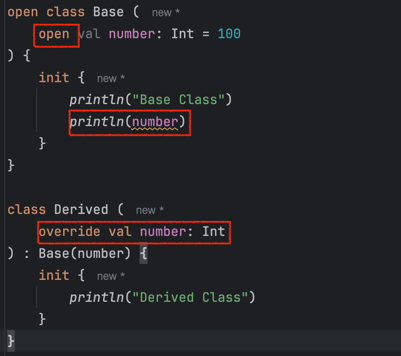 open class Base ( new *
    open val number: Int = 100
) {
    init { new *
        println("Base Class")
        println(number)
    }
}

class Derived ( new *
    override val number: Int
) : Base(number) {
    init { new *
        println("Derived Class")
    }
}